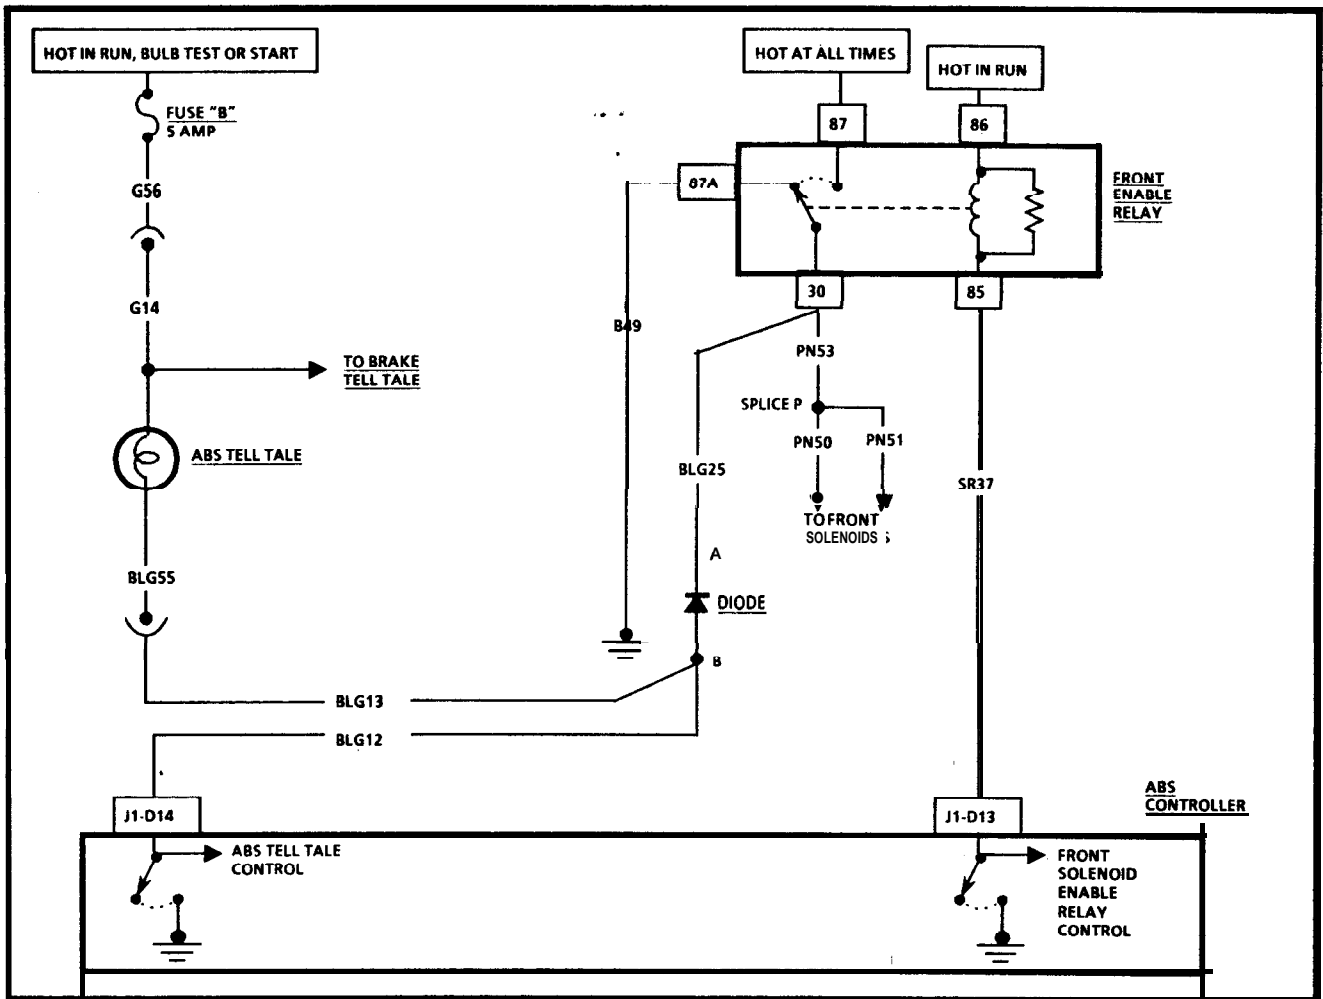 HOT IN RUN, BULB TEST OR START
HOT AT ALL TIMES
HOT IN RUN
FUSE "B"
5 AMP
87
86
G56
87A
FRONT
ENABLE
RELAY
30
85
G14
B49
PN53
TO BRAKE
TELL TALE
SPLICE P
PN50
PN51
ABS TELL TALE
BLG25
SR37
TO FRONT
SOLENOIDS
A
BLG55
DIODE
B
BLG13
BLG12
ABS
CONTROLLER
J1-D14
J1-D13
ABS TELL TALE
CONTROL
FRONT
SOLENOID
ENABLE
RELAY
CONTROL